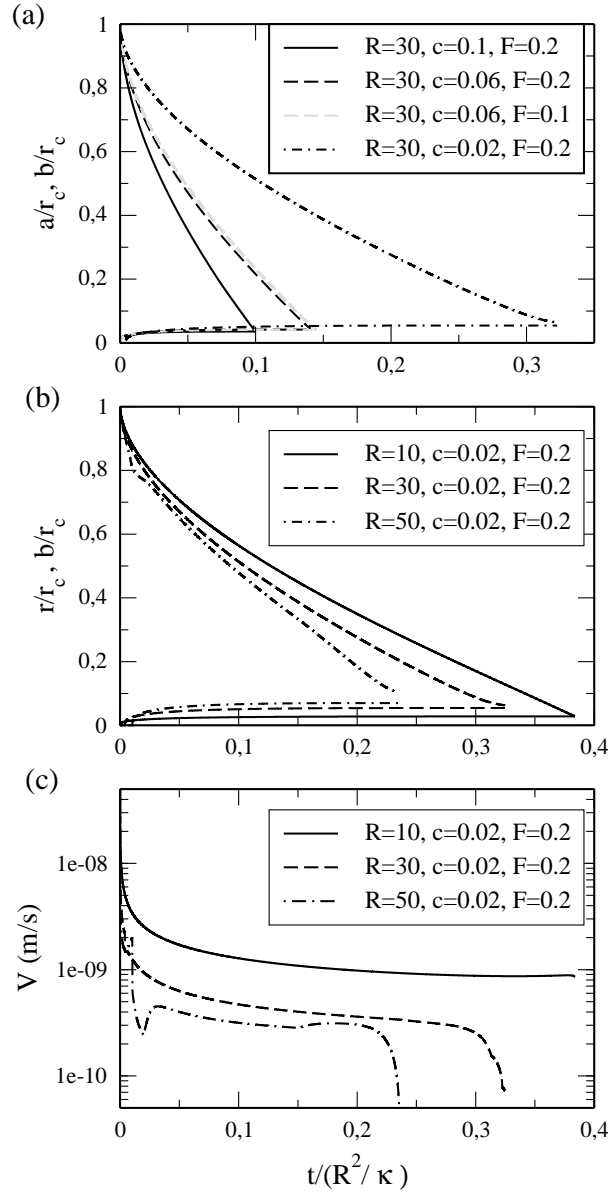 (a)
1
0,8
0,6
0,4
0,2
0
a/r_c, b/r_c
R=30, c=0.1, F=0.2
R=30, c=0.06, F=0.2
R=30, c=0.06, F=0.1
R=30, c=0.02, F=0.2
0 0,1 0,2 0,3
(b)
1
0,8
0,6
0,4
0,2
0
r/r_c, b/r_c
R=10, c=0.02, F=0.2
R=30, c=0.02, F=0.2
R=50, c=0.02, F=0.2
0 0,1 0,2 0,3 0,4
(c)
1e-08
1e-09
1e-10
V (m/s)
R=10, c=0.02, F=0.2
R=30, c=0.02, F=0.2
R=50, c=0.02, F=0.2
0 0,1 0,2 0,3 0,4
t/(R^2/ κ)